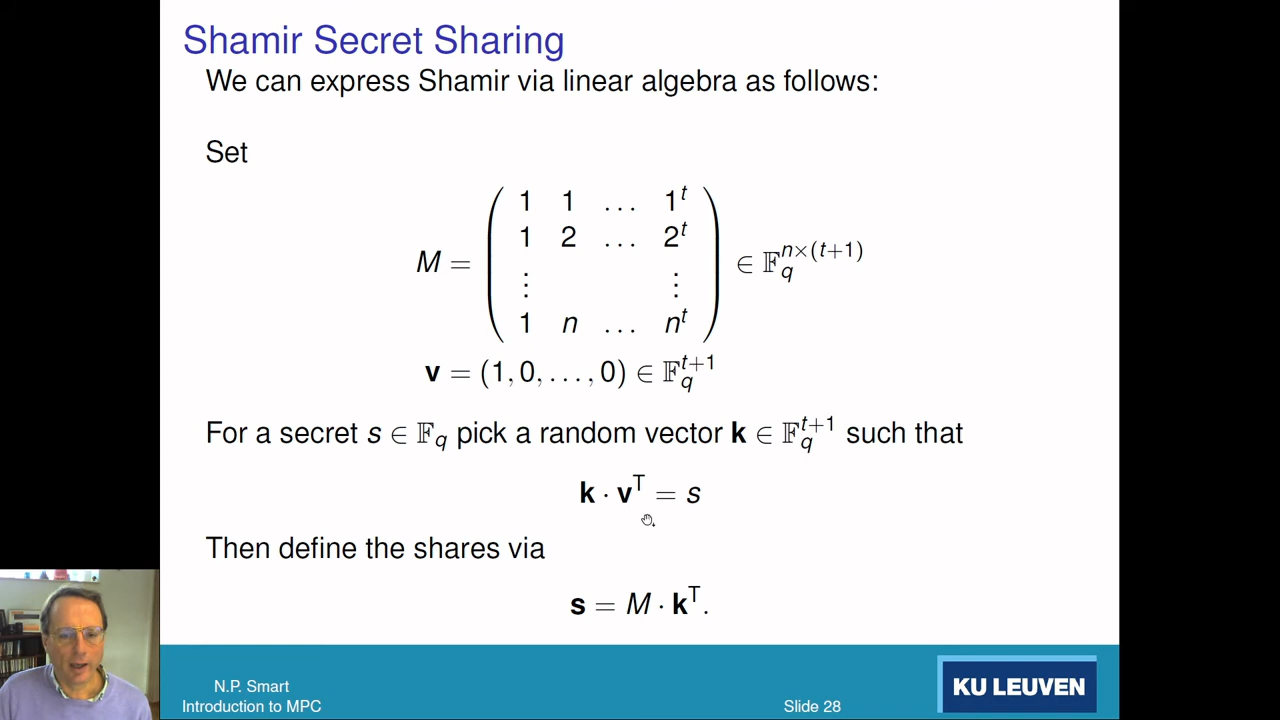 Shamir Secret Sharing
We can express Shamir via linear algebra as follows:
Set
M = ( 1 1 … 1^t
1 2 … 2^t
⋮ ⋮
1 n … n^t ) ∈ 𝔽_q^{n×(t+1)}
v = (1, 0, …, 0) ∈ 𝔽_q^{t+1}
For a secret s ∈ 𝔽_q pick a random vector k ∈ 𝔽_q^{t+1} such that
k · v^T = s
Then define the shares via
s = M · k^T.
N.P. Smart
Introduction to MPC
Slide 28
KU LEUVEN